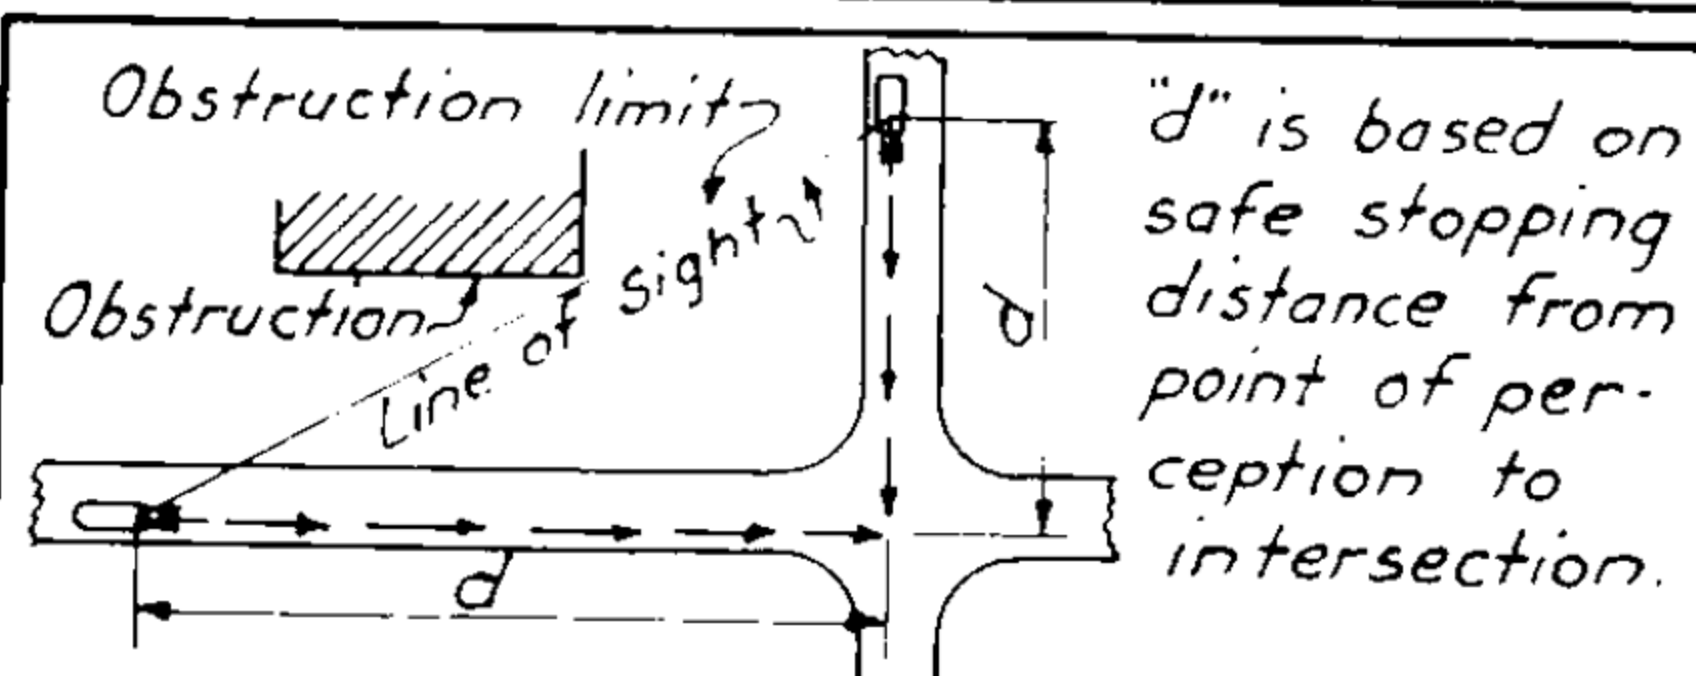 Obstruction limit
Obstruction
Line of sight
d
d
"d" is based on
safe stopping
distance from
point of per-
ception to
intersection.